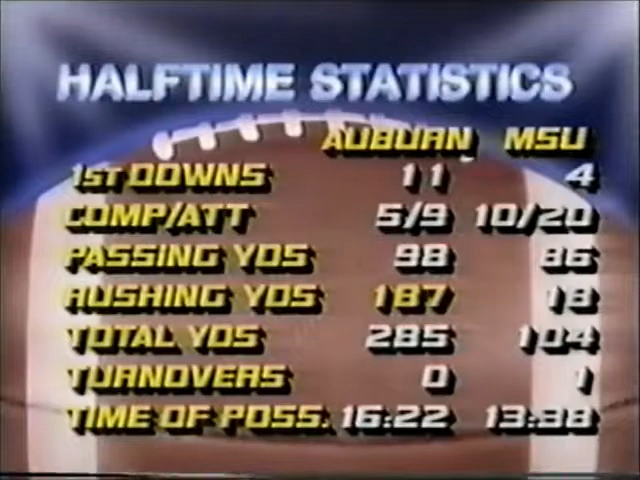 HALFTIME STATISTICS
AUBURN MSU
1ST DOWNS 11 4
COMP/ATT 5/9 10/20
PASSING YDS 98 86
RUSHING YDS 187 18
TOTAL YDS 285 104
TURNOVERS 0 1
TIME OF POSS. 16:22 13:38